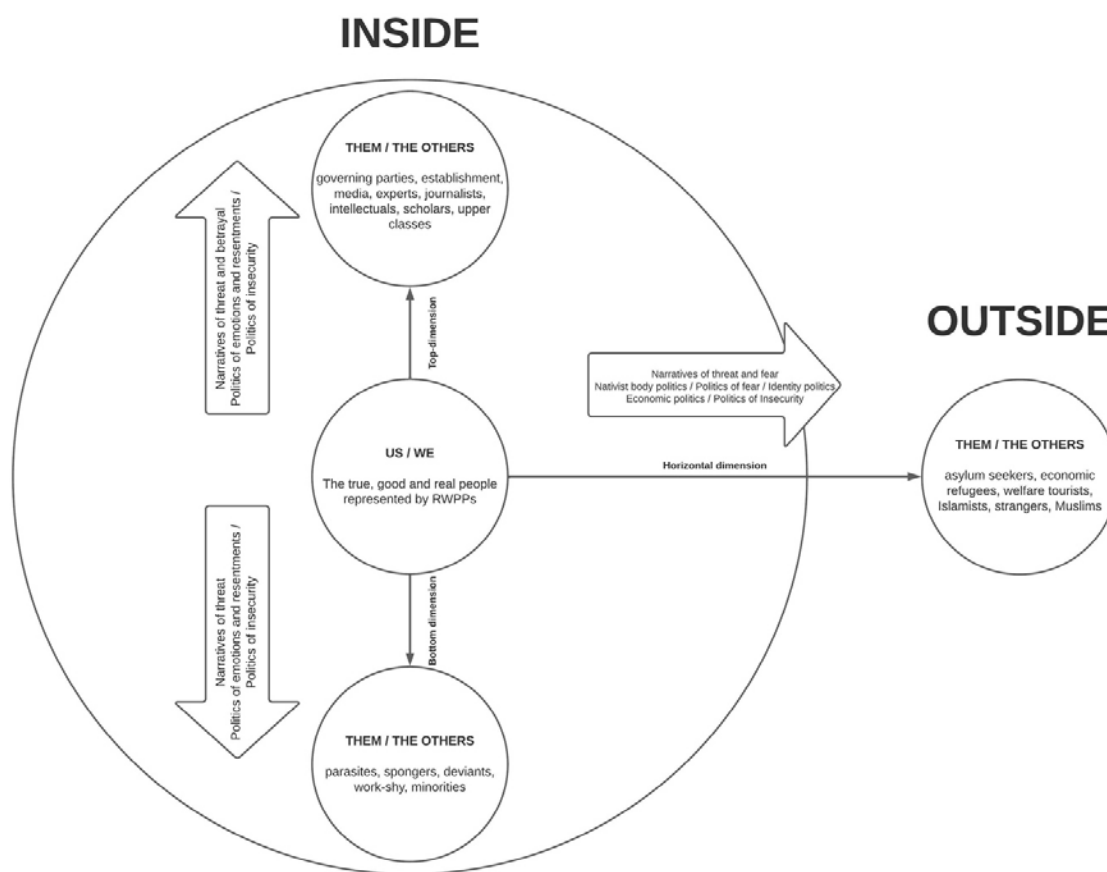 INSIDE
THEM / THE OTHERS
governing parties, establishment,
media, experts, journalists,
intellectuals, scholars, upper
classes
Narratives of threat and betrayal
Politics of emotions and resentments /
Politics of insecurity
Top-dimension
OUTSIDE
Narratives of threat and fear
Nativist body politics / Politics of fear / Identity politics
Economic politics / Politics of Insecurity
US / WE
The true, good and real people
represented by RWPPs
Horizontal dimension
THEM / THE OTHERS
asylum seekers, economic
refugees, welfare tourists,
Islamists, strangers, Muslims
Narratives of threat
Politics of emotions and resentments /
Politics of insecurity
Bottom dimension
THEM / THE OTHERS
parasites, spongers, deviants,
work-shy, minorities